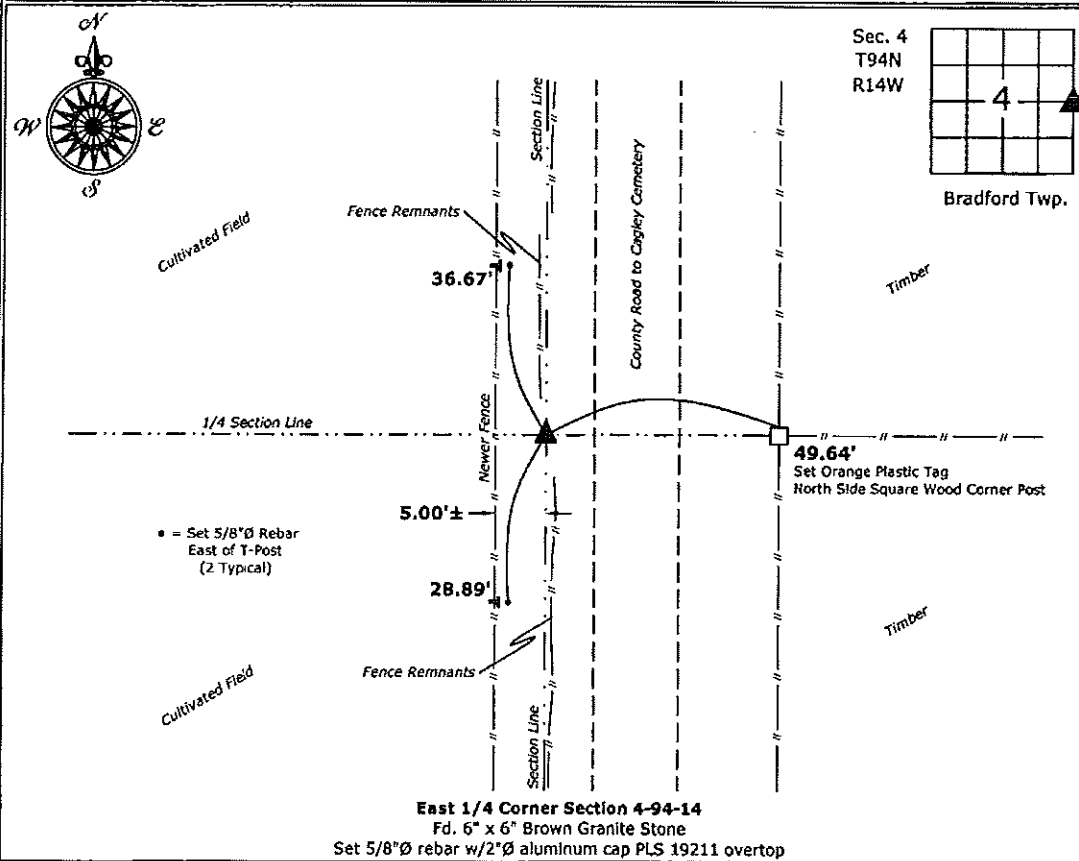 N
W
E
S
Sec. 4
T94N
R14W
4
Bradford Twp.
Section Line
County Road to Cagley Cemetery
Fence Remnants
Cultivated Field
Timber
36.67'
1/4 Section Line
Newer Fence
49.64'
Set Orange Plastic Tag
North Side Square Wood Corner Post
5.00'±
• = Set 5/8"Ø Rebar
East of T-Post
(2 Typical)
28.89'
Timber
Fence Remnants
Cultivated Field
Section Line
East 1/4 Corner Section 4-94-14
Fd. 6" x 6" Brown Granite Stone
Set 5/8"Ø rebar w/2"Ø aluminum cap PLS 19211 overtop